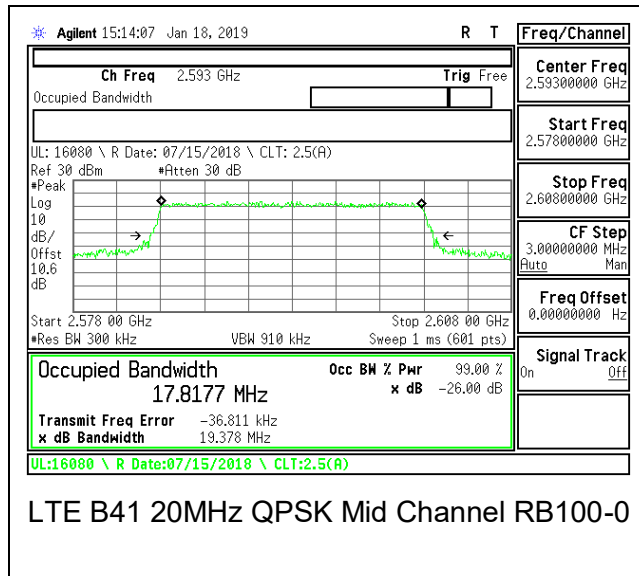 Agilent 15:14:07 Jan 18, 2019 R T Freq/Channel
Ch Freq 2.593 GHz Trig Free
Occupied Bandwidth
Center Freq
2.59300000 GHz
Start Freq
2.57800000 GHz
Stop Freq
2.60800000 GHz
CF Step
3.00000000 MHz
Auto Man
Freq Offset
0.00000000 Hz
Signal Track
On Off
UL: 16080 \ R Date: 07/15/2018 \ CLT: 2.5(A)
Ref 30 dBm #Atten 30 dB
#Peak
Log
10
dB/
Offst
10.6
dB
Start 2.578 00 GHz Stop 2.608 00 GHz
#Res BW 300 kHz VBW 910 kHz Sweep 1 ms (601 pts)
Occupied Bandwidth Occ BW % Pwr 99.00 %
17.8177 MHz x dB -26.00 dB
Transmit Freq Error -36.811 kHz
x dB Bandwidth 19.378 MHz
UL:16080 \ R Date:07/15/2018 \ CLT:2.5(A)
LTE B41 20MHz QPSK Mid Channel RB100-0